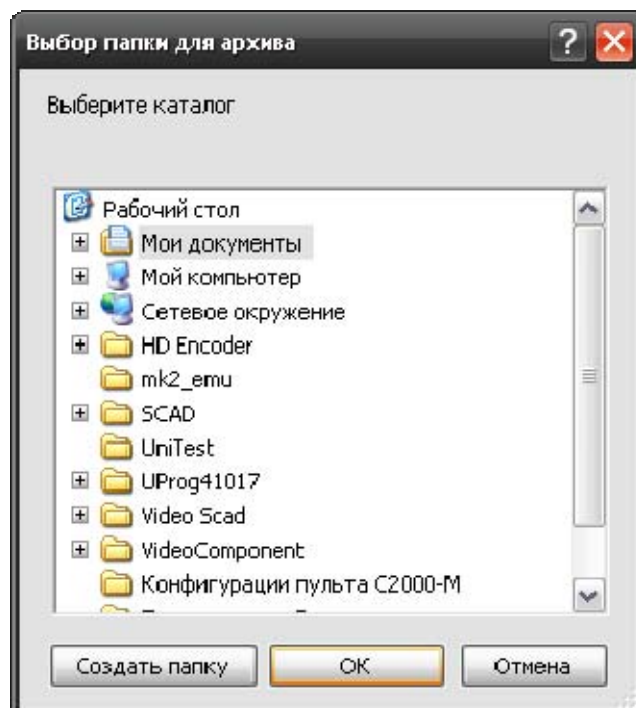 Выбор папки для архива
Выберите каталог
Рабочий стол
Мои документы
Мой компьютер
Сетевое окружение
HD Encoder
mk2_emu
SCAD
UniTest
UProg41017
Video Scad
VideoComponent
Конфигурации пульта С2000-М
Создать папку ОК Отмена